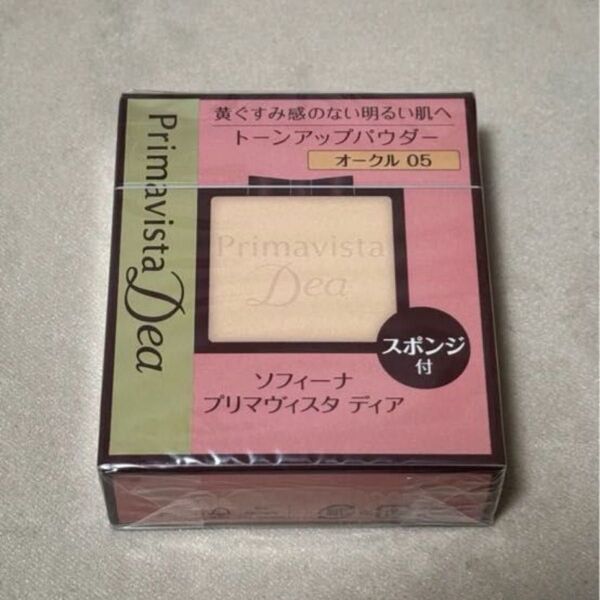 黄ぐすみ感のない明るい肌へ
トーンアップパウダー
オークル 05
Primavista Dea
Primavista
Dea
スポンジ
付
ソフィーナ
プリマヴィスタ ディア